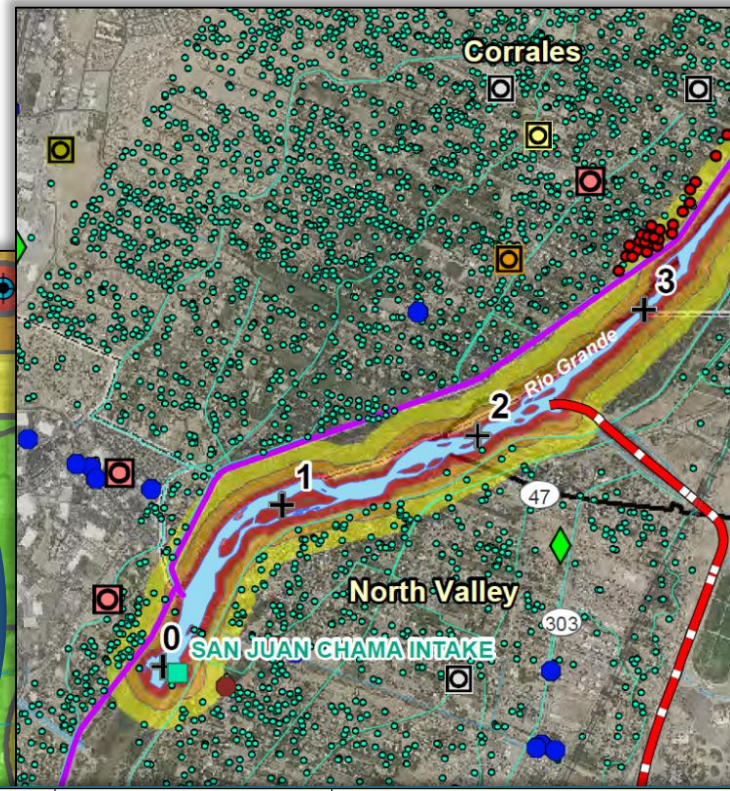 Corrales
3
Rio Grande
2
1
47
North Valley
303
0
SAN JUAN CHAMA INTAKE